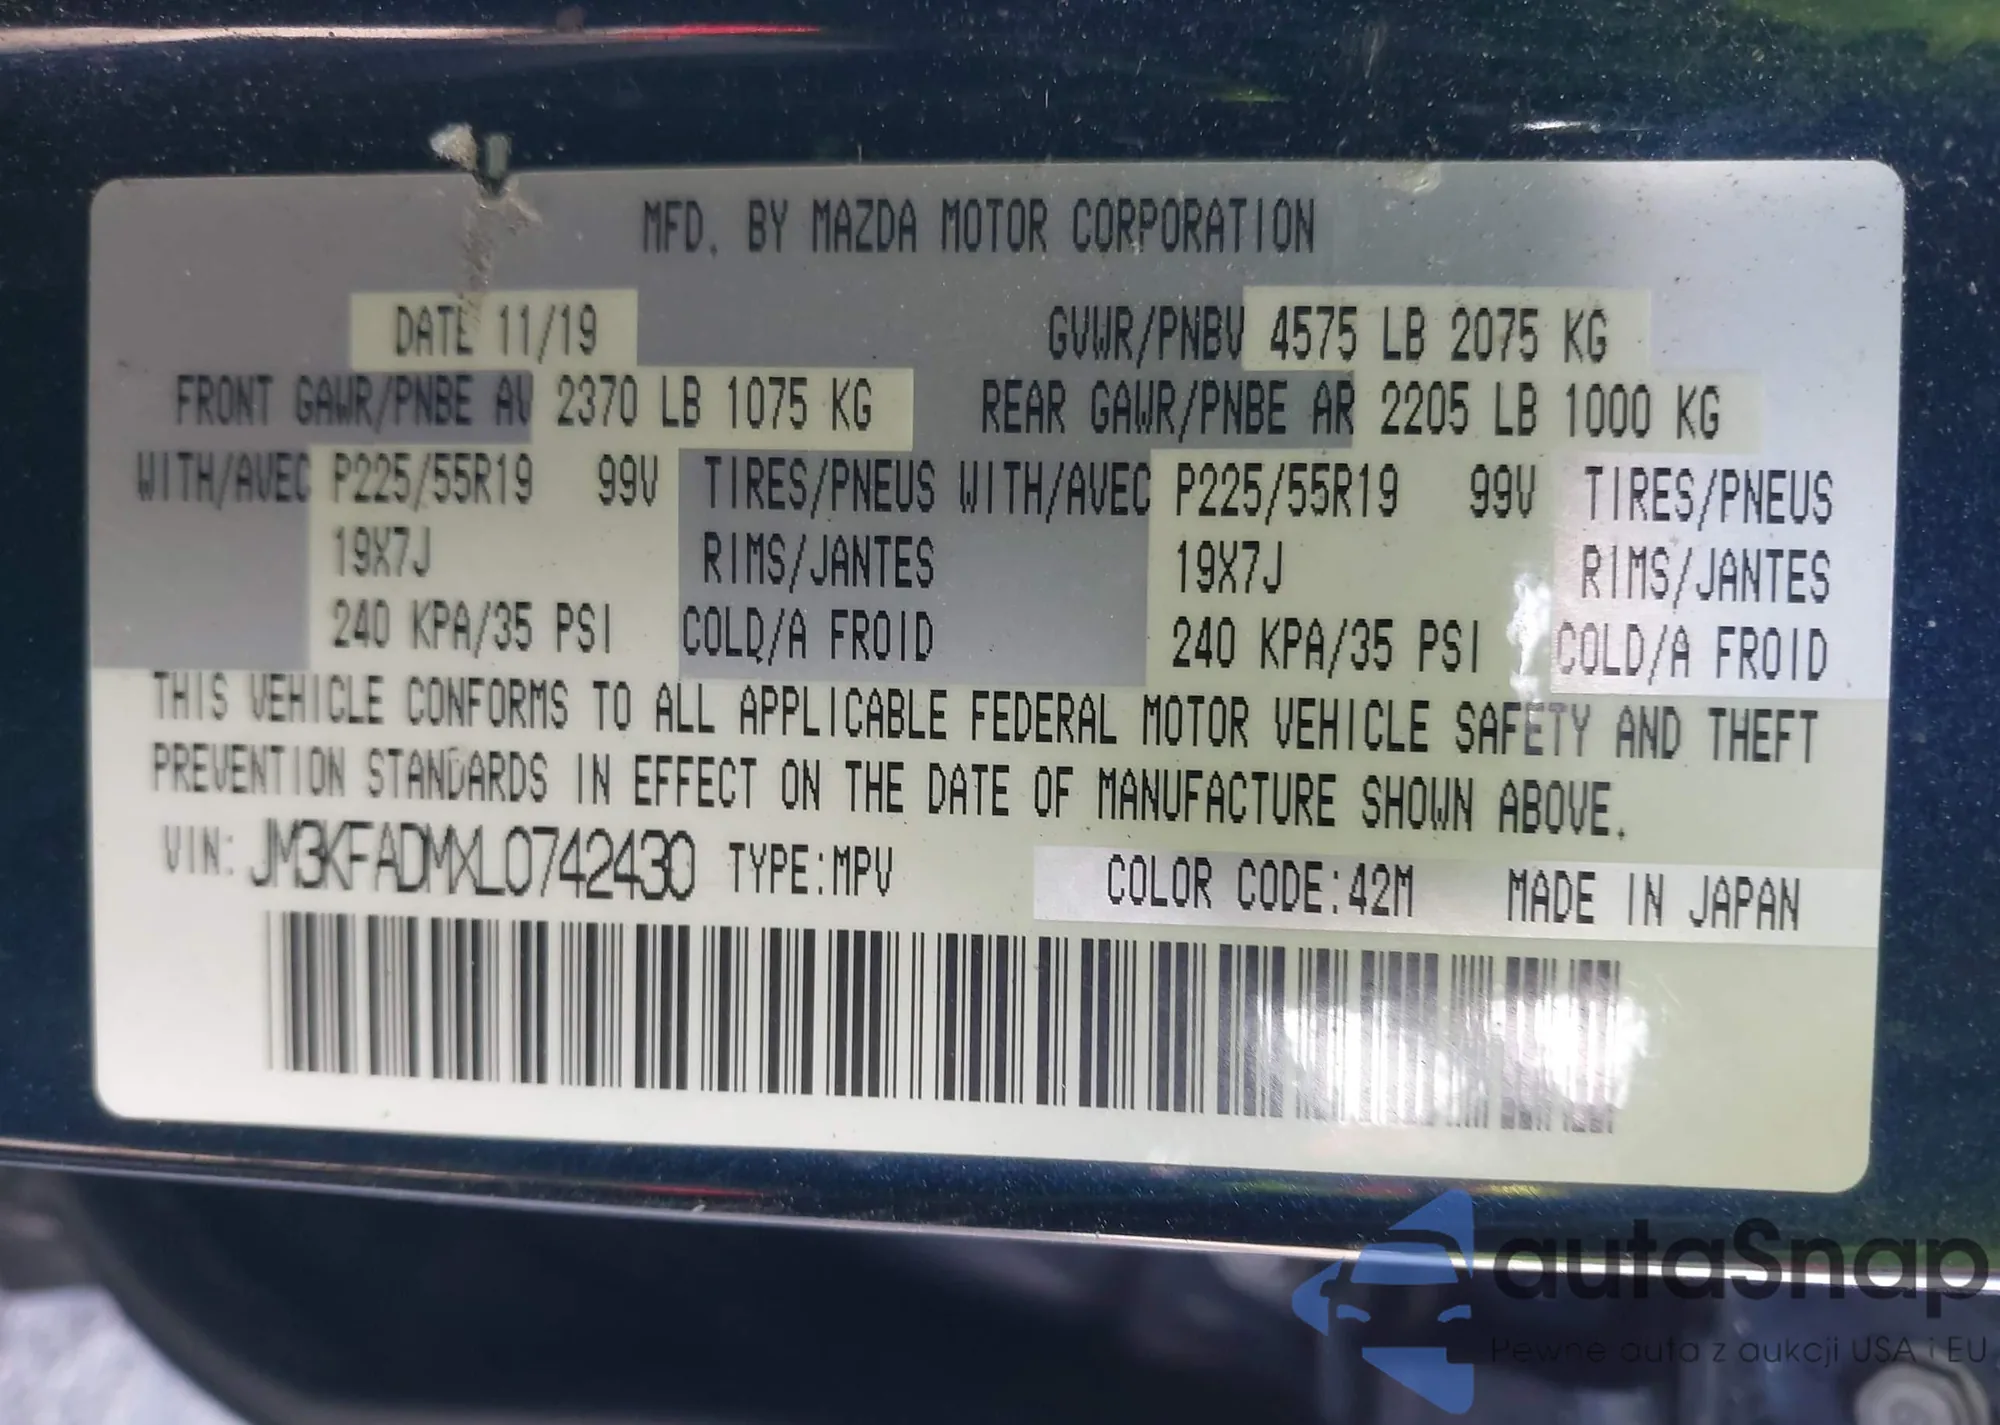 MFD. BY MAZDA MOTOR CORPORATION
DATE 11/19 GVWR/PNBV 4575 LB 2075 KG
FRONT GAWR/PNBE AV 2370 LB 1075 KG REAR GAWR/PNBE AR 2205 LB 1000 KG
WITH/AVEC P225/55R19 99V TIRES/PNEUS WITH/AVEC P225/55R19 99V TIRES/PNEUS
19X7J RIMS/JANTES 19X7J RIMS/JANTES
240 KPA/35 PSI COLD/A FROID 240 KPA/35 PSI COLD/A FROID
THIS VEHICLE CONFORMS TO ALL APPLICABLE FEDERAL MOTOR VEHICLE SAFETY AND THEFT
PREVENTION STANDARDS IN EFFECT ON THE DATE OF MANUFACTURE SHOWN ABOVE.
VIN: JM3KFADMXL0742430 TYPE:MPV COLOR CODE:42M MADE IN JAPAN
autaSnap
Pewne auta z aukcji USA i EU